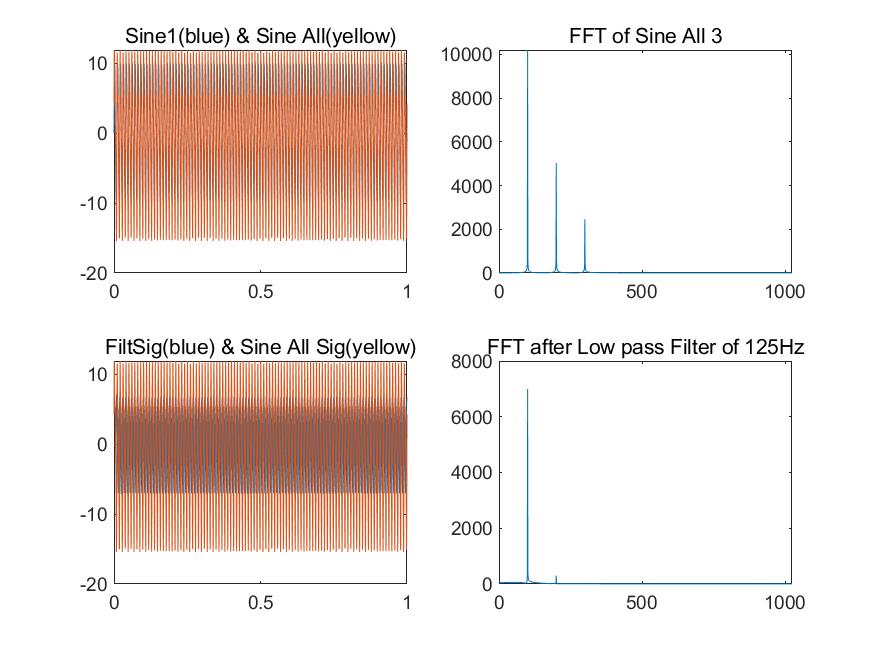 Sine1(blue) & Sine All(yellow)
10
0
-10
-20
0 0.5 1
FFT of Sine All 3
10000
8000
6000
4000
2000
0
0 500 1000
FiltSig(blue) & Sine All Sig(yellow)
10
0
-10
-20
0 0.5 1
FFT after Low pass Filter of 125Hz
8000
6000
4000
2000
0
0 500 1000